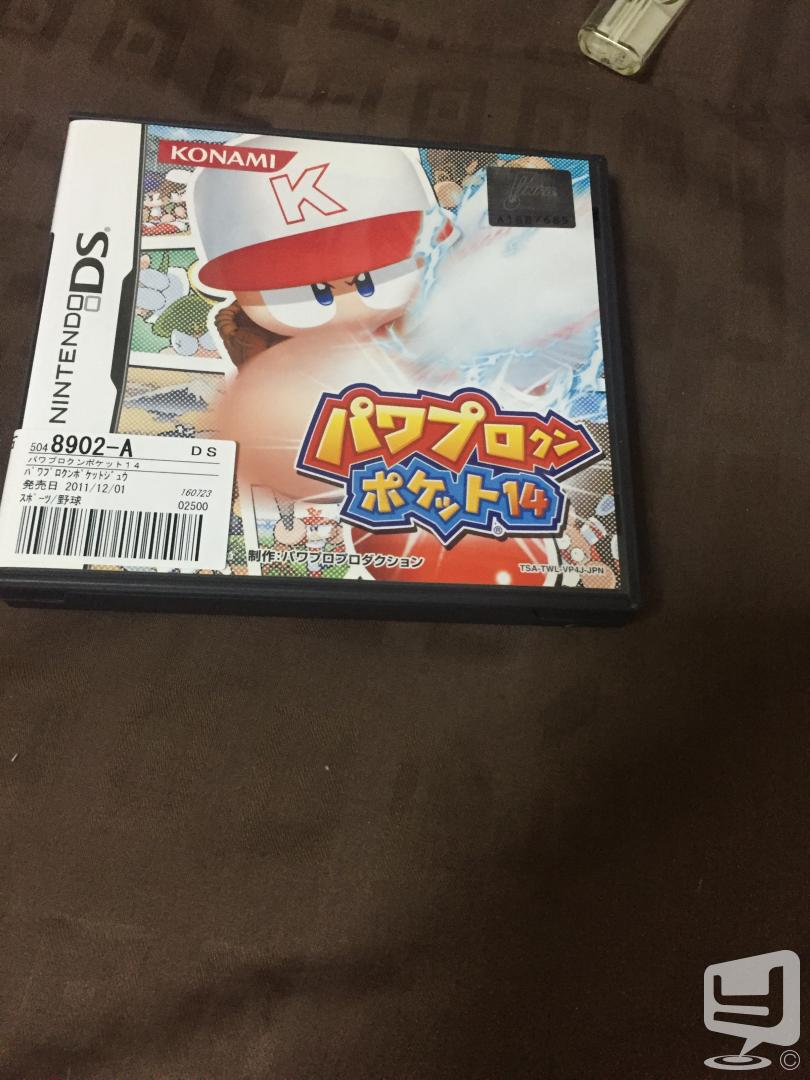 KONAMI
K
NINTENDO DS
パワプロクン
ポケット14
®
制作:パワプロプロダクション
TSA-TWL-VP4J-JPN
504 8902-A DS
パワプロクンポケット14
パワプロクンポケットジュウ
発売日 2011/12/01
160723
スポーツ/野球
02500
©